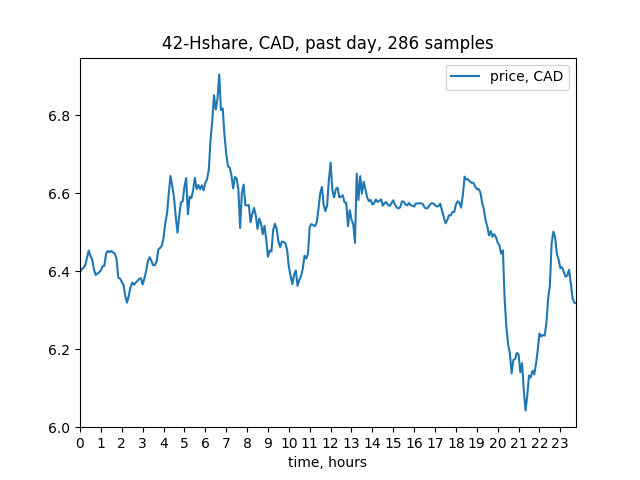 42-Hshare, CAD, past day, 286 samples
price, CAD
6.8
6.6
6.4
6.2
6.0
0 1 2 3 4 5 6 7 8 9 10 11 12 13 14 15 16 17 18 19 20 21 22 23
time, hours